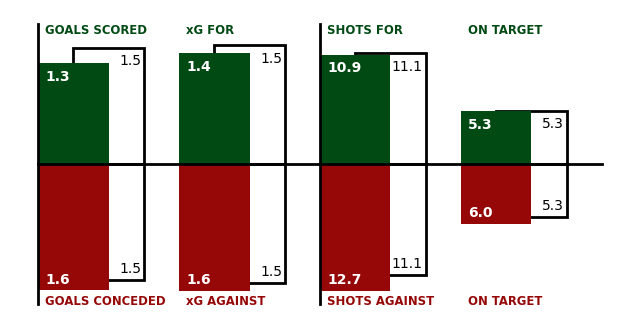 GOALS SCORED xG FOR SHOTS FOR ON TARGET
1.3 1.5 1.4 1.5 10.9 11.1 5.3 5.3
1.6 1.5 1.6 1.5 12.7 11.1 6.0 5.3
GOALS CONCEDED xG AGAINST SHOTS AGAINST ON TARGET